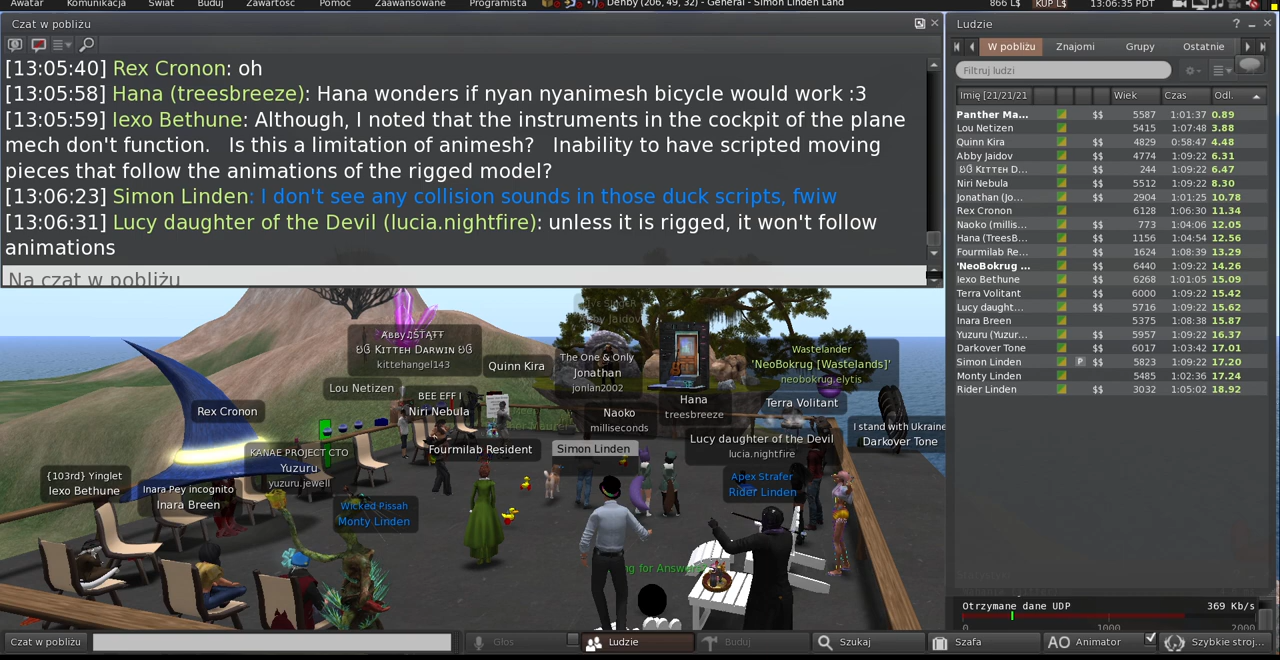 Awatar Komunikacja Świat Buduj Zawartość Pomoc Zaawansowane Programista Denby (206, 49, 32) - General - Simon Linden Land 866 L$ KUP L$ 13:06:35 PDT
Czat w pobliżu
[13:05:40] Rex Cronon: oh
[13:05:58] Hana (treesbreeze): Hana wonders if nyan nyanimesh bicycle would work :3
[13:05:59] Iexo Bethune: Although, I noted that the instruments in the cockpit of the plane
mech don't function. Is this a limitation of animesh? Inability to have scripted moving
pieces that follow the animations of the rigged model?
[13:06:23] Simon Linden: I don't see any collision sounds in those duck scripts, fwiw
[13:06:31] Lucy daughter of the Devil (lucia.nightfire): unless it is rigged, it won't follow
animations
Na czat w pobliżu
Ludzie
W pobliżu Znajomi Grupy Ostatnie
Filtruj ludzi
Imię [21/21/21 Wiek Czas Odl.
Panther Ma... $$ 5587 1:01:37 0.89
Lou Netizen 5415 1:07:48 3.88
Quinn Kira $$ 4829 0:58:47 4.48
Abby Jaidov $$ 4774 1:09:22 6.31
Kɪᴛᴛᴇʜ D... $$ 244 1:09:22 6.47
Niri Nebula $$ 5512 1:09:22 8.30
Jonathan (Jo... $$ 2904 1:01:25 10.78
Rex Cronon 6128 1:06:30 11.34
Naoko (millis... $$ 773 1:04:06 12.05
Hana (TreesB... $$ 1156 1:04:54 12.56
Fourmilab Re... $$ 1624 1:08:39 13.29
'NeoBokrug ... $$ 6440 1:09:22 14.26
Iexo Bethune $$ 6268 1:01:05 15.09
Terra Volitant $$ 6000 1:09:22 15.42
Lucy daught... $$ 5716 1:09:22 15.62
Inara Breen 5375 1:08:38 15.87
Yuzuru (Yuzur... $$ 5957 1:09:22 16.37
Darkover Tone $$ 6017 1:03:42 17.01
Simon Linden P $$ 5823 1:09:22 17.20
Monty Linden 5485 1:02:36 17.24
Rider Linden $$ 3032 1:05:02 18.92
KITTEH DARWIN
kittehangel143
Quinn Kira
The One & Only
Jonathan
jonlan2002
Wastelander
'NeoBokrug [Wastelands]'
neobokrug.elytis
Lou Netizen
BEE EFF I
Niri Nebula
Hana
treesbreeze
Terra Volitant
Rex Cronon
Naoko
milliseconds
I stand with Ukraine
Darkover Tone
KANAE PROJECT CTO
Yuzuru
yuzuru.jewell
Fourmilab Resident
Simon Linden
Lucy daughter of the Devil
lucia.nightfire
{103rd} Yinglet
Iexo Bethune
Inara Pey incognito
Inara Breen
Apex Strafer
Rider Linden
Wicked Pissah
Monty Linden
ng for Answer
Otrzymane dane UDP 369 Kb/s
0 1000 2000
Czat w pobliżu Głos Ludzie Buduj Szukaj Szafa AO Animator Szybkie stroj...